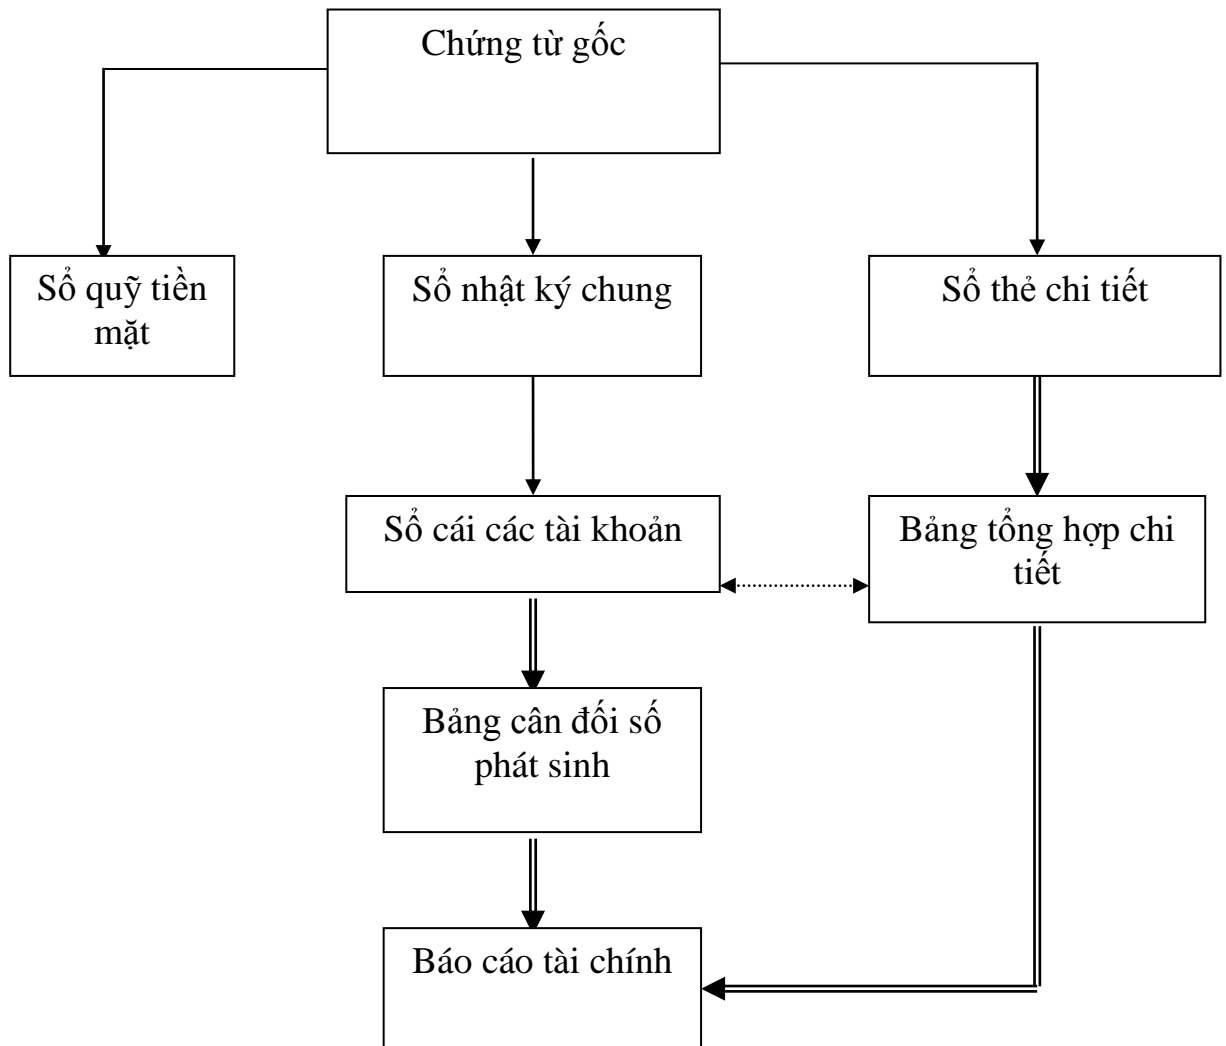 Chứng từ gốc
Sổ quỹ tiền
mặt
Sổ nhật ký chung
Sổ thẻ chi tiết
Sổ cái các tài khoản
Bảng tổng hợp chi
tiết
Bảng cân đối số
phát sinh
Báo cáo tài chính